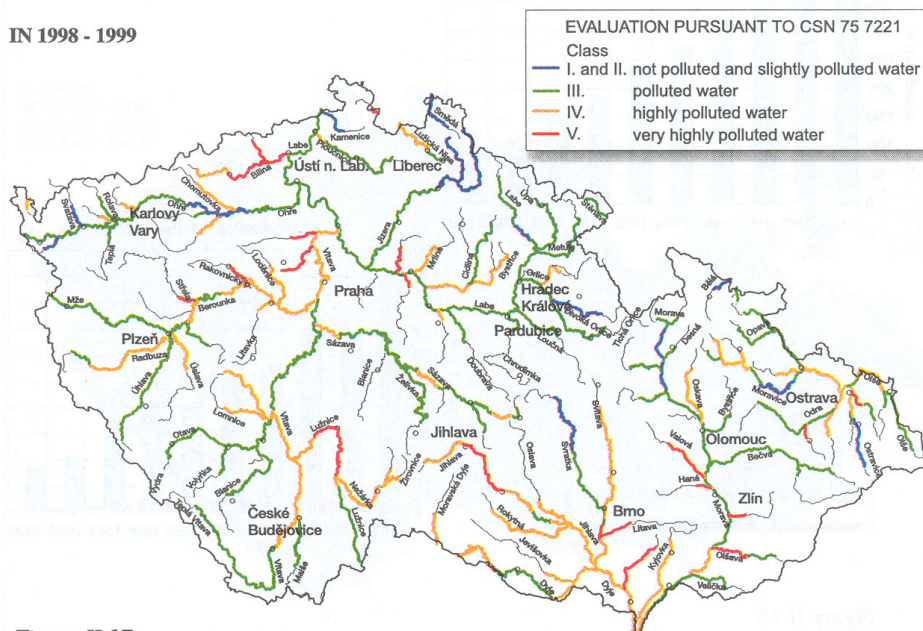 IN 1998 - 1999
EVALUATION PURSUANT TO CSN 75 7221
Class
I. and II. not polluted and slightly polluted water
III. polluted water
IV. highly polluted water
V. very highly polluted water
Smědá
Kamenice
Lužická Nisa
Labe
Ploučnice
Bílina
Ústí n. Lab.
Liberec
Chomutovka
Ohře
Ohře
Svatava
Rotava
Karlovy
Vary
Teplá
Jizera
Labe
Úpa
Stěnava
Metuje
Mrlina
Cidlina
Bystřice
Vltava
Loděnice
Rakovnický p.
Střela
Berounka
Praha
Orlice
Hradec
Králové
Divoká Orlice
Tichá Orlice
Labe
Pardubice
Loučná
Chrudimka
Doubrava
Mže
Plzeň
Radbuza
Úhlava
Úslava
Litavka
Sázava
Blanice
Želivka
Sázava
Morava
Desná
Bělá
Opava
Moravice
Ostrava
Odra
Olše
Olše
Ostravice
Oskava
Bystřice
Olomouc
Bečva
Valová
Haná
Morava
Zlín
Lomnice
Vltava
Lužnice
Otava
Vydra
Volyňka
Blanice
Teplá Vltava
České
Budějovice
Vltava
Malše
Lužnice
Nežárka
Žirovnice
Jihlava
Jihlava
Moravská Dyje
Oslava
Svratka
Svitava
Rokytná
Jevišovka
Jihlava
Brno
Litava
Dyje
Dyje
Kyjovka
Olšava
Velička